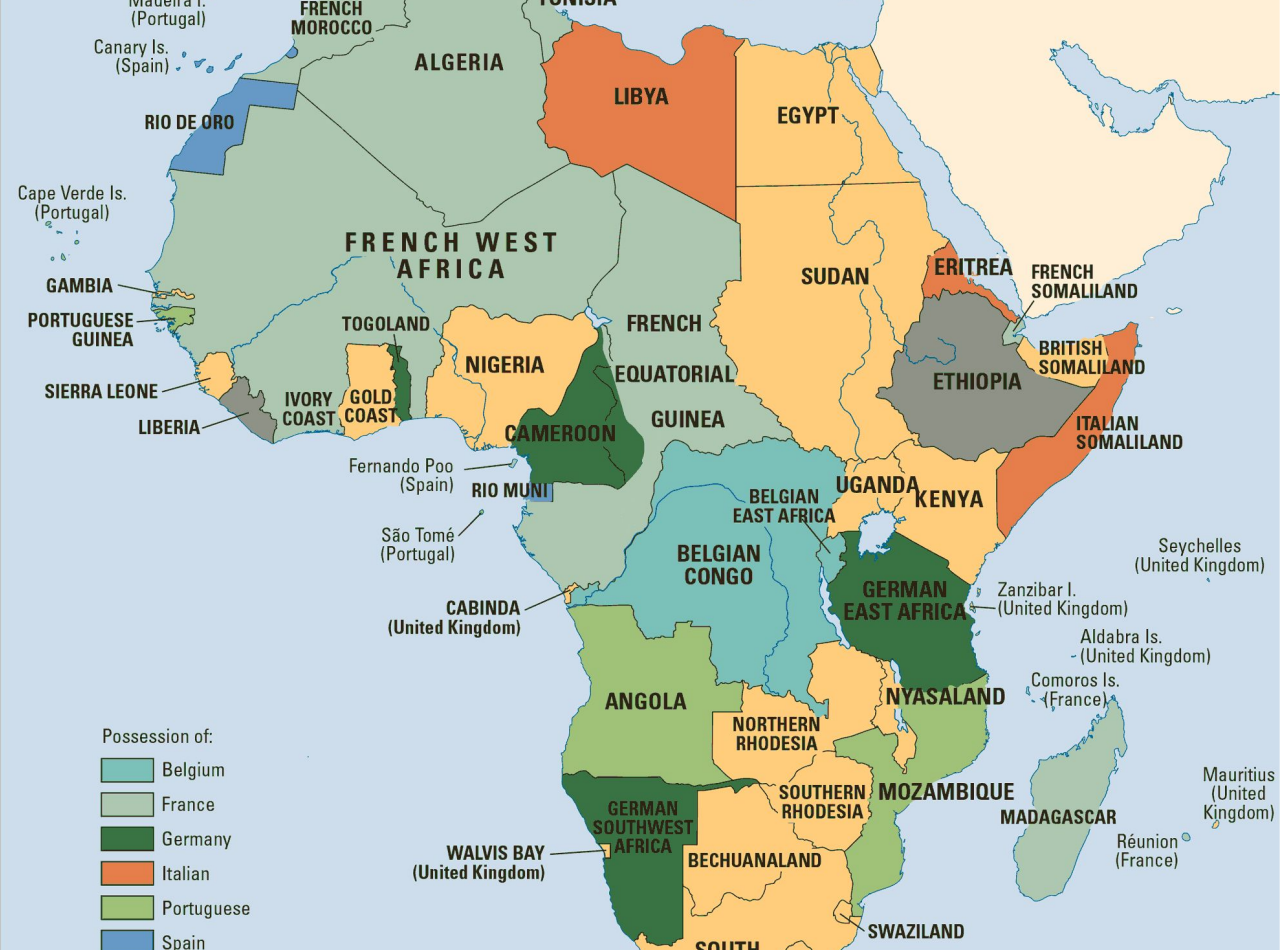 Madeira I.
(Portugal)
FRENCH
MOROCCO
TUNISIA
Canary Is.
(Spain)
ALGERIA
LIBYA
EGYPT
RIO DE ORO
Cape Verde Is.
(Portugal)
FRENCH WEST
AFRICA
SUDAN
ERITREA
FRENCH
SOMALILAND
GAMBIA
PORTUGUESE
GUINEA
TOGOLAND
FRENCH
EQUATORIAL
GUINEA
NIGERIA
BRITISH
SOMALILAND
ETHIOPIA
SIERRA LEONE
IVORY
COAST
GOLD
COAST
LIBERIA
CAMEROON
ITALIAN
SOMALILAND
Fernando Poo
(Spain)
RIO MUNI
UGANDA
KENYA
BELGIAN
EAST AFRICA
São Tomé
(Portugal)
BELGIAN
CONGO
Seychelles
(United Kingdom)
GERMAN
EAST AFRICA
Zanzibar I.
(United Kingdom)
CABINDA
(United Kingdom)
Aldabra Is.
(United Kingdom)
Comoros Is.
(France)
ANGOLA
NYASALAND
NORTHERN
RHODESIA
Possession of:
Belgium
France
Germany
Italian
Portuguese
Spain
SOUTHERN
RHODESIA
MOZAMBIQUE
MADAGASCAR
Mauritius
(United
Kingdom)
Réunion
(France)
GERMAN
SOUTHWEST
AFRICA
WALVIS BAY
(United Kingdom)
BECHUANALAND
SWAZILAND
SOUTH